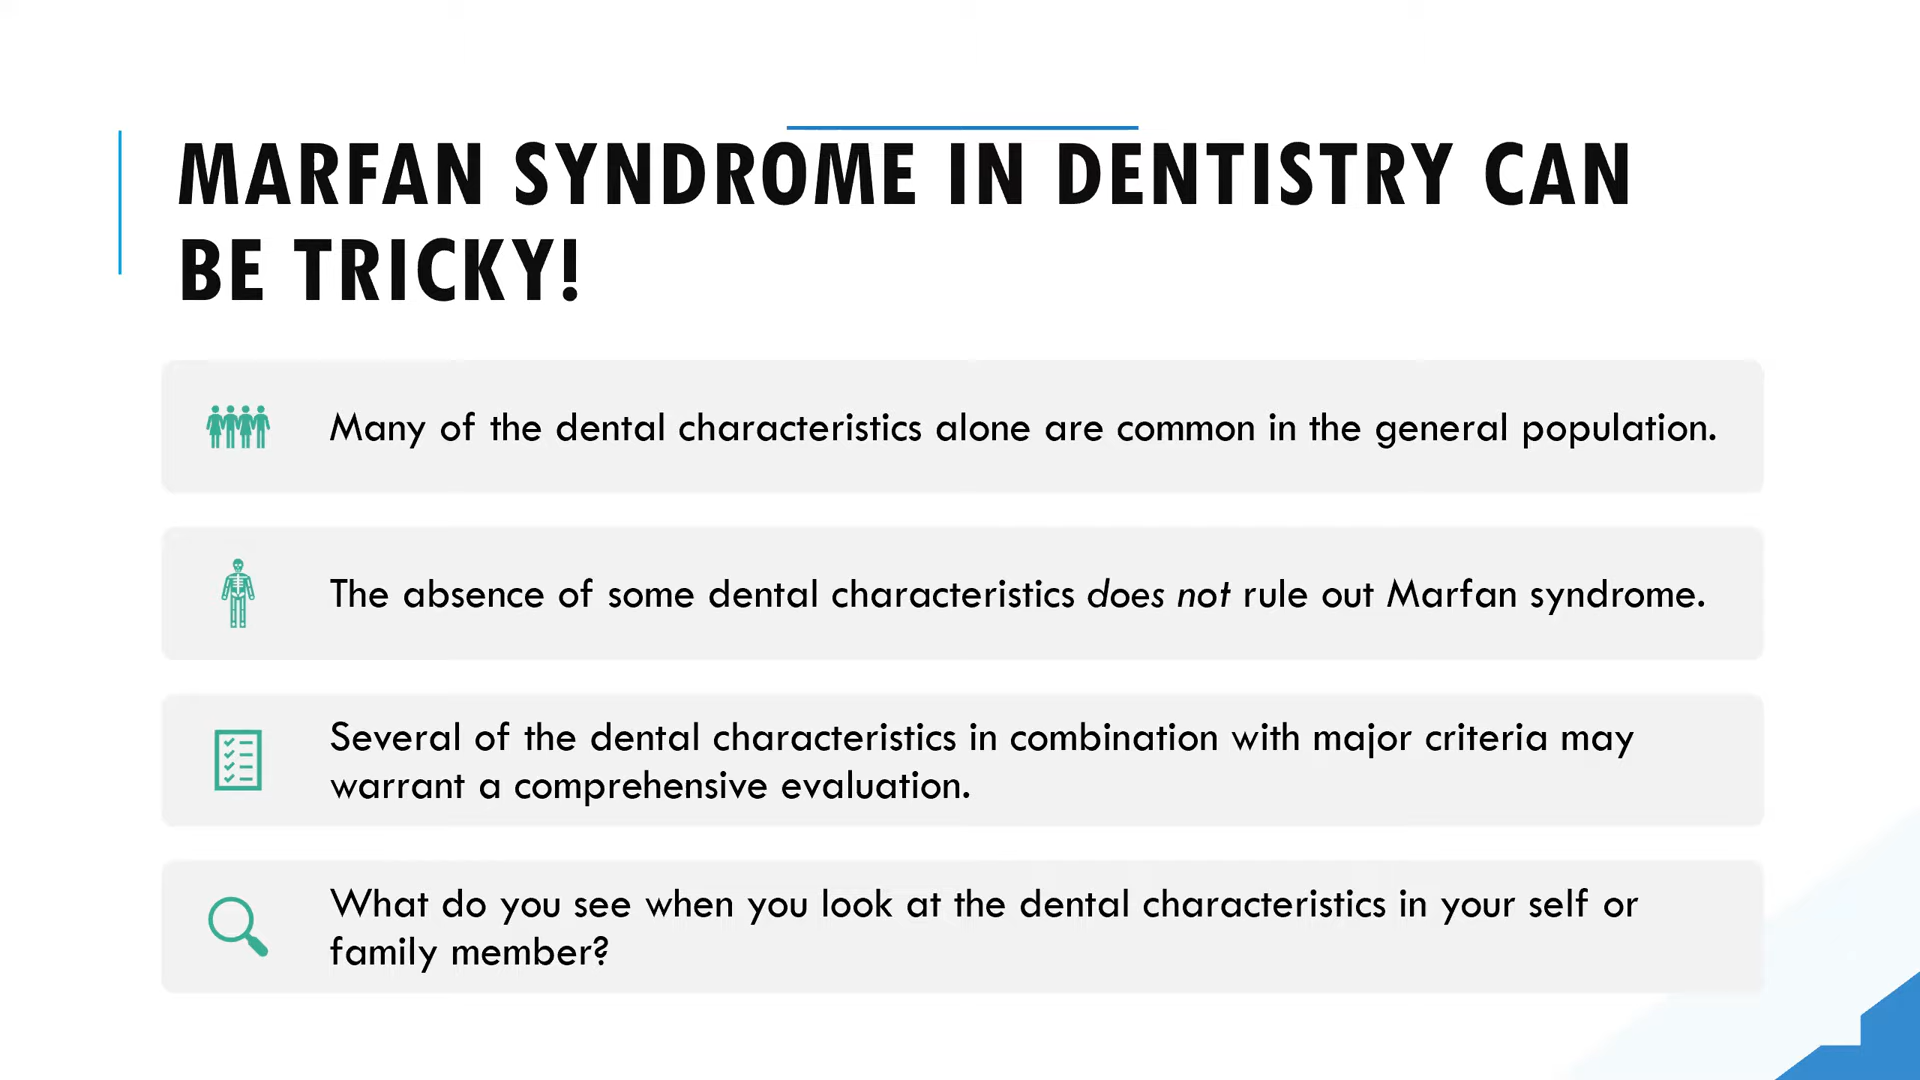 MARFAN SYNDROME IN DENTISTRY CAN
BE TRICKY!
Many of the dental characteristics alone are common in the general population.
The absence of some dental characteristics does not rule out Marfan syndrome.
Several of the dental characteristics in combination with major criteria may
warrant a comprehensive evaluation.
What do you see when you look at the dental characteristics in your self or
family member?